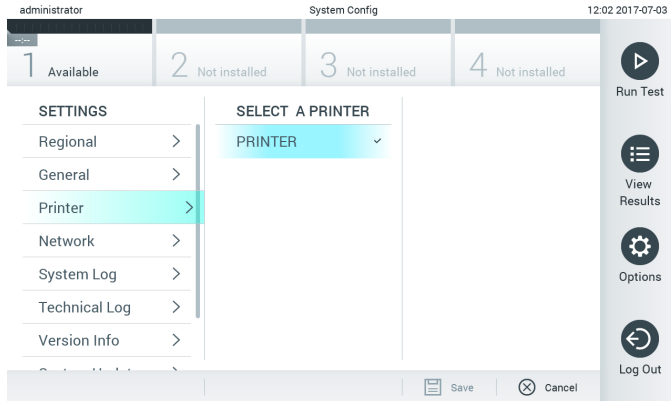 administrator
System Config
12:02 2017-07-03
--:--
1 Available
2 Not installed
3 Not installed
4 Not installed
Run Test
SETTINGS
Regional
General
Printer
Network
System Log
Technical Log
Version Info
SELECT A PRINTER
PRINTER
View
Results
Options
Log Out
Save
Cancel